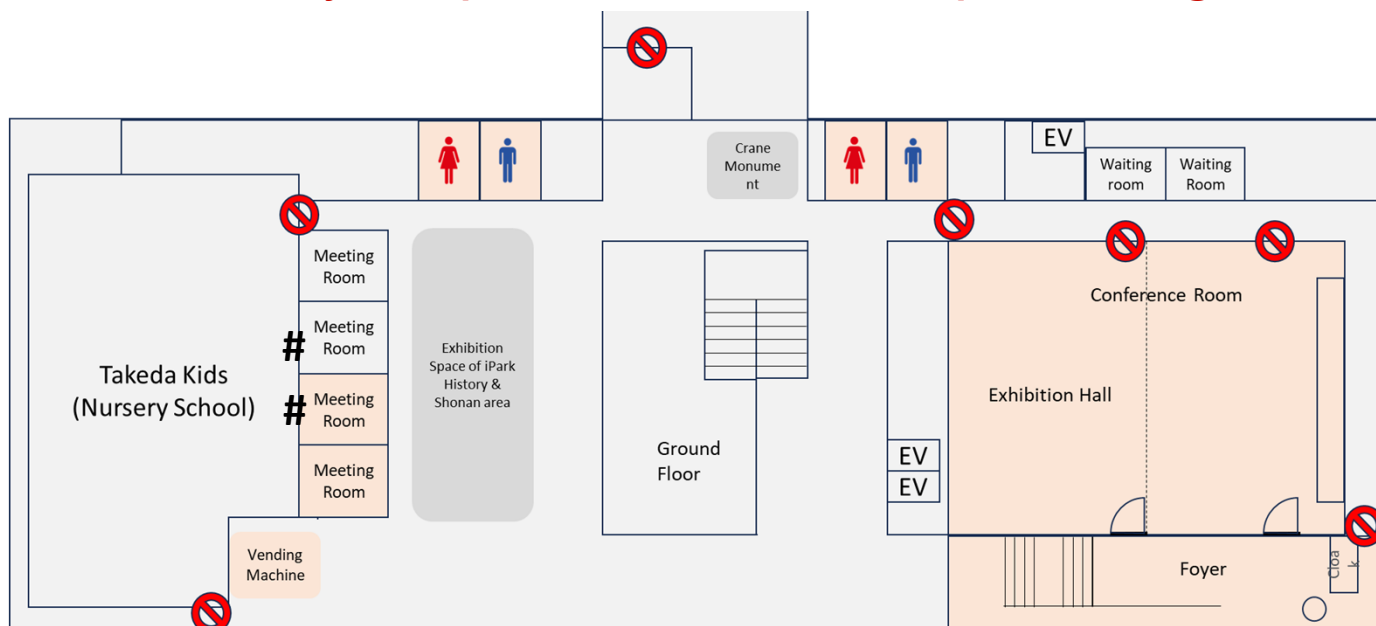 EV
Crane
Monume
nt
Waiting
room
Waiting
Room
Meeting
Room
Conference Room
#
Meeting
Room
Exhibition
Space of iPark
History &
Shonan area
Takeda Kids
(Nursery School)
Exhibition Hall
#
Meeting
Room
Ground
Floor
EV
EV
Meeting
Room
Vending
Machine
Foyer
Cloa
k